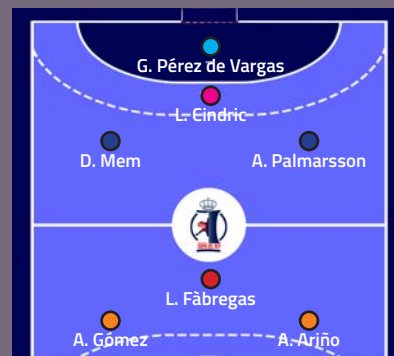 G. Pérez de Vargas
L. Cindric
D. Mem
A. Palmarsson
L. Fàbregas
A. Gómez
A. Ariño